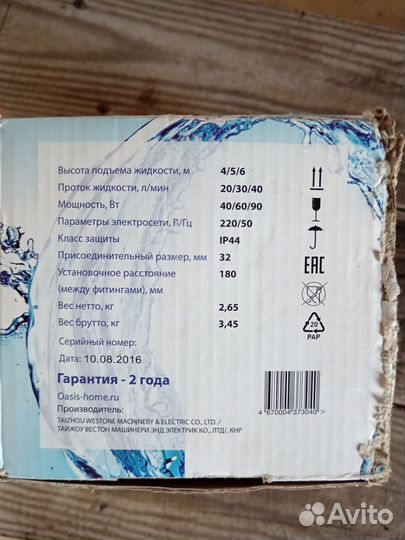 Высота подъема жидкости, м 4/5/6
Проток жидкости, л/мин 20/30/40
Мощность, Вт 40/60/90
Параметры электросети, В/Гц 220/50
Класс защиты IP44
Присоединительный размер, мм 32
Установочное расстояние 180
(между фитингами), мм
Вес нетто, кг 2,65
Вес брутто, кг 3,45
Серийный номер:
Дата: 10.08.2016
Гарантия - 2 года
Oasis-home.ru
Производитель:
TAIZHOU WESTONE MACHINERY & ELECTRIC CO., LTD. /
ТАЙЖОУ ВЕСТОН МАШИНЕРИ ЭНД ЭЛЕКТРИК КО., ЛТД/, КНР
EAC
20
PAP
4 670004 373040 >
Avito